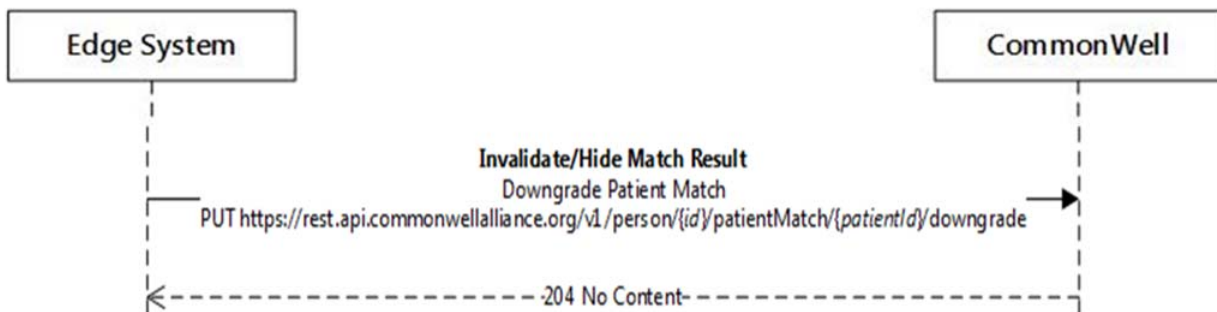 Edge System
CommonWell
Invalidate/Hide Match Result
Downgrade Patient Match
PUT https://rest.api.commonwellalliance.org/v1/person/{id}/patientMatch/{patientId}/downgrade
204 No Content